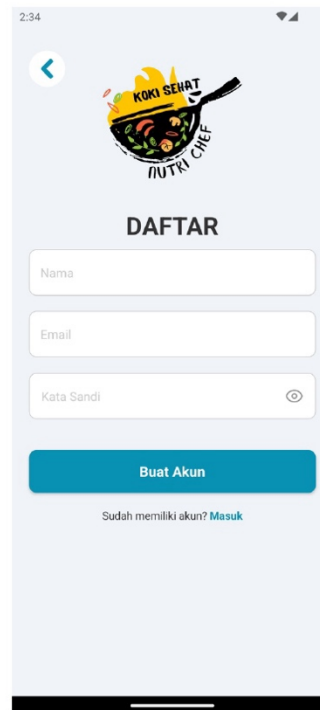 2:34
KOKI SEHAT
NUTRI CHEF
DAFTAR
Nama
Email
Kata Sandi
Buat Akun
Sudah memiliki akun? Masuk